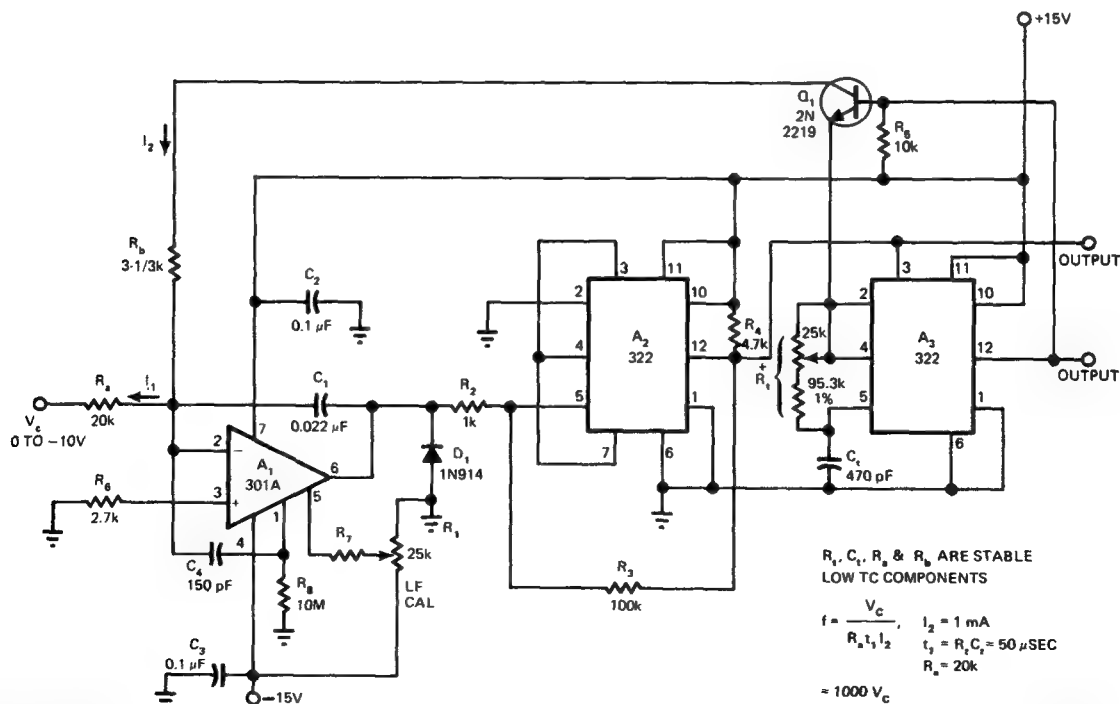 +15V
Q1
2N
2219
R5
10k
I2
Rb
3-1/3k
C2
0.1 µF
3
11
2
10
A2
322
4
12
5
1
7
6
R4
4.7k
3
11
2
10
A3
322
4
12
5
1
6
OUTPUT
OUTPUT
25k
+
Rt
95.3k
1%
Ct
470 pF
Ra
20k
I1
Vc
0 TO −10V
C1
0.022 µF
R2
1k
D1
1N914
R1
2
−
7
A1
301A
6
3
+
5
1
4
R6
2.7k
C4
150 pF
R8
10M
R7
25k
LF
CAL
R3
100k
C3
0.1 µF
−15V
Rt, Ct, Ra & Rb ARE STABLE
LOW TC COMPONENTS
f = VC / Ra t1 I2 , I2 = 1 mA
t1 = Rt Ct = 50 µSEC
Ra = 20k
≈ 1000 VC